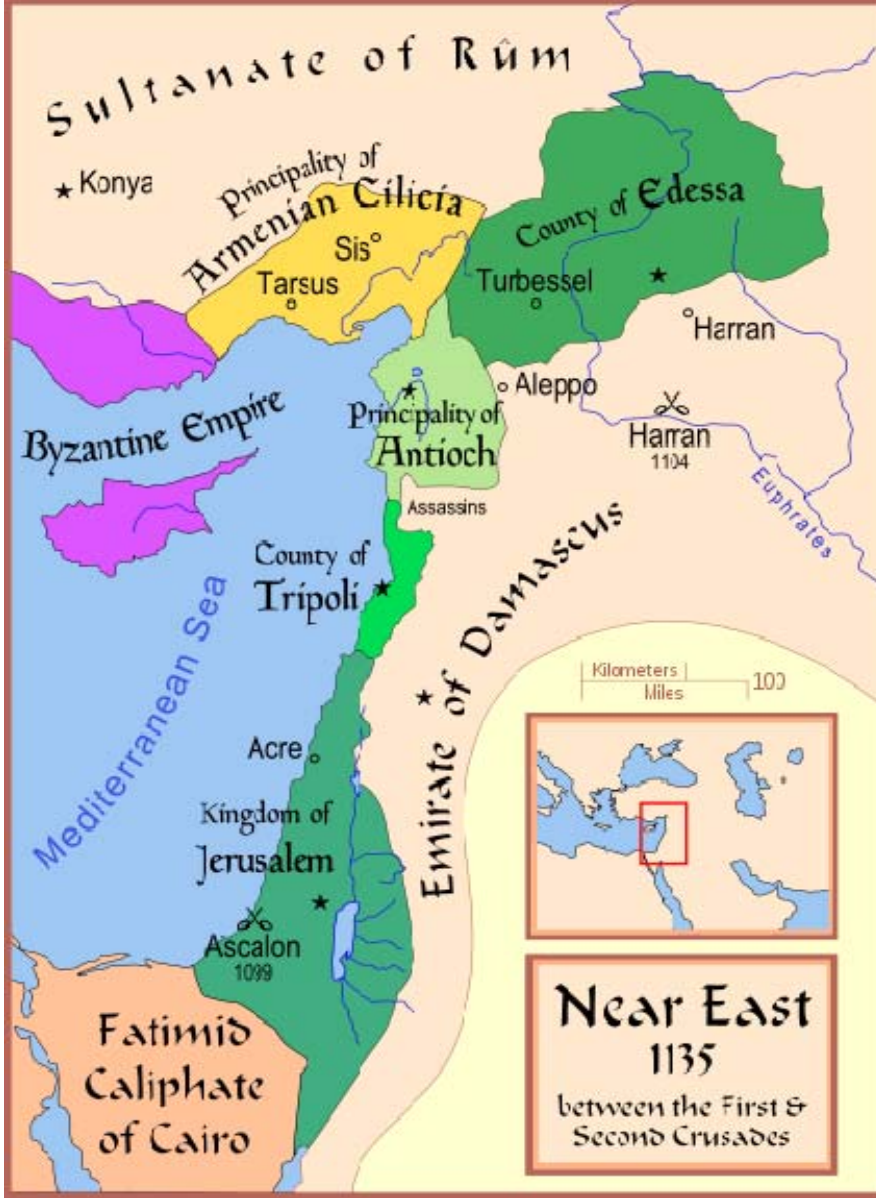 Sultanate of Rûm
Konya
Principality of
Armenian Cilicia
Sis
Tarsus
County of Edessa
Turbessel
Harran
Aleppo
Harran
1104
Euphrates
Byzantine Empire
Principality of
Antioch
Assassins
County of
Tripoli
Mediterranean Sea
Emirate of Damascus
Kilometers
Miles
100
Acre
Kingdom of
Jerusalem
Ascalon
1099
Fatimid
Caliphate
of Cairo
Near East
1135
between the First &
Second Crusades